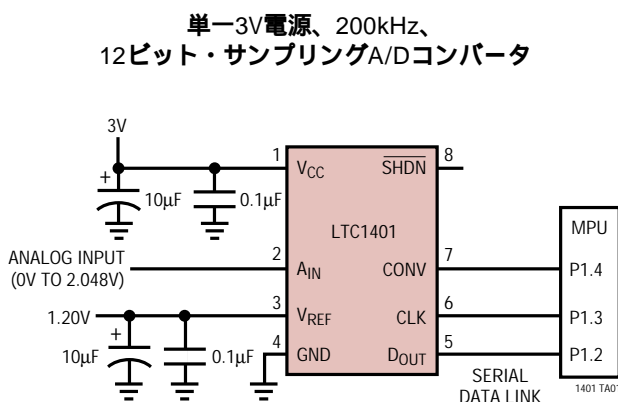 単一3V電源、200kHz、
12ビット・サンプリングA/Dコンバータ
3V
1
VCC
SHDN
8
+
10µF
0.1µF
LTC1401
MPU
ANALOG INPUT
(0V TO 2.048V)
2
AIN
CONV
7
P1.4
1.20V
3
VREF
CLK
6
P1.3
+
10µF
0.1µF
4
GND
DOUT
5
P1.2
SERIAL
DATA LINK
1401 TA01